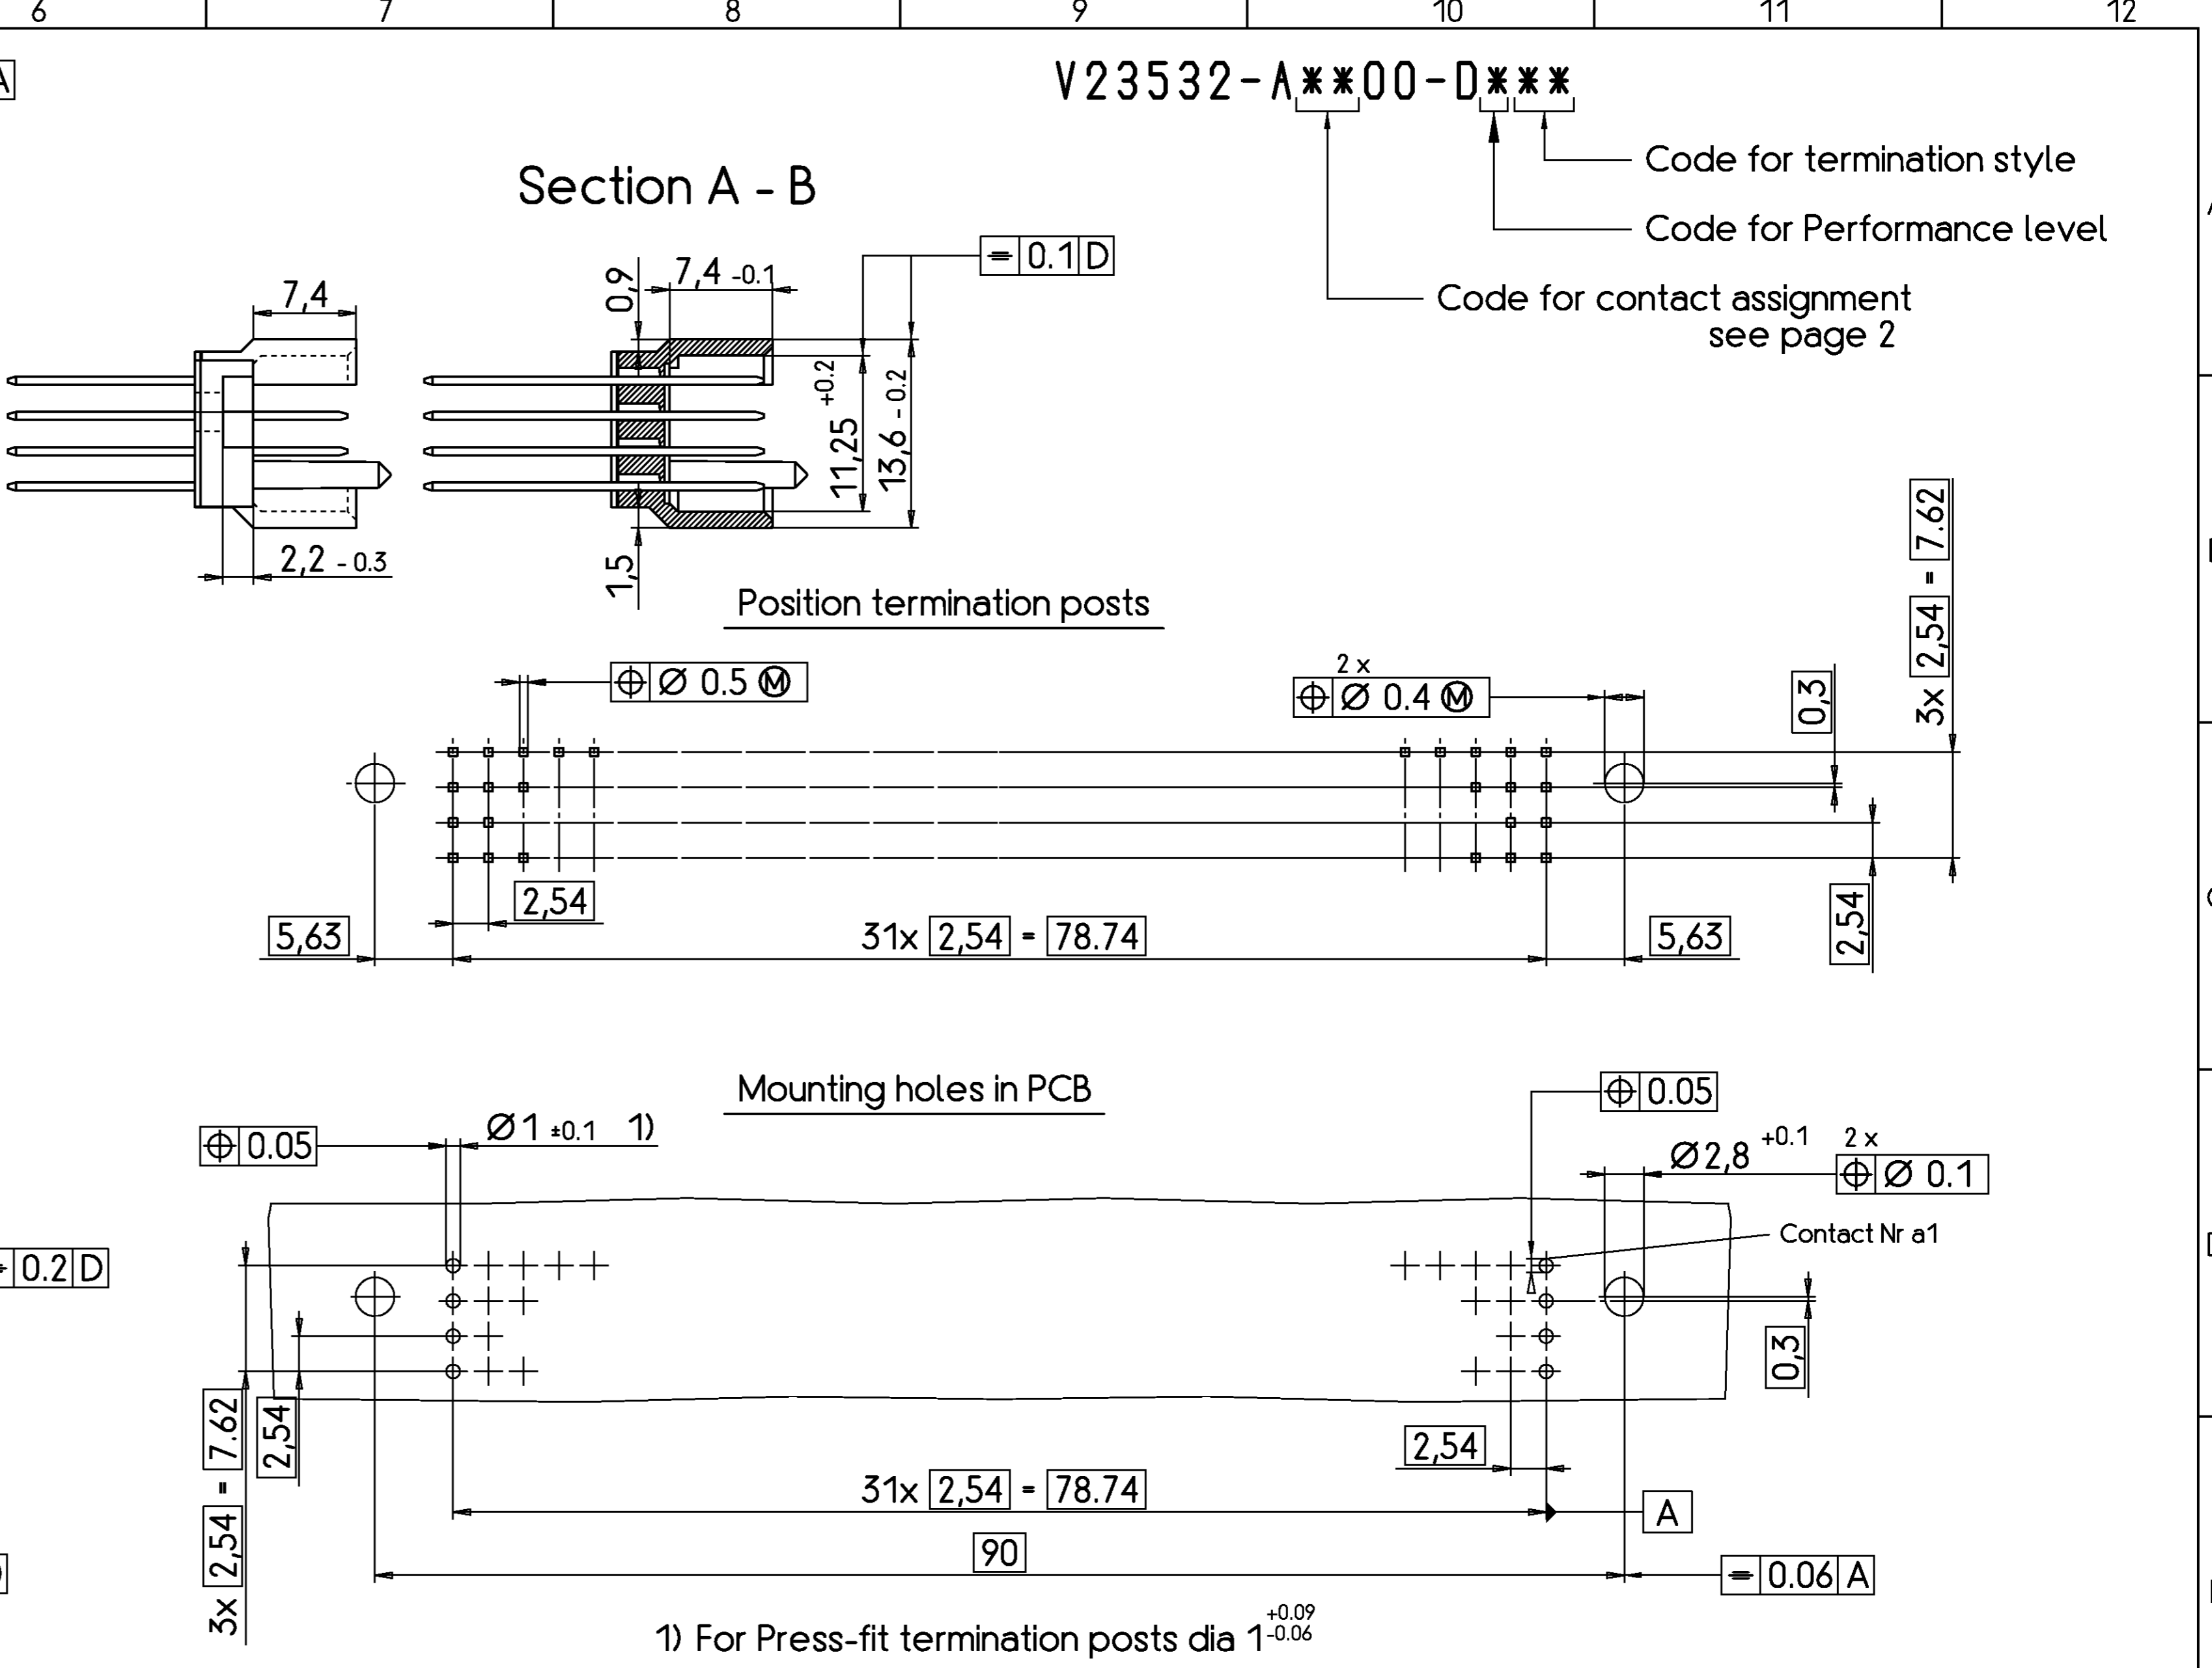 6 7 8 9 10 11 12
A
V23532-A**00-D***
Code for termination style
Code for Performance level
Code for contact assignment
see page 2
Section A - B
0.1 D
7,4
0,9
7,4 -0.1
11,25 +0.2
13,6 -0.2
2,2 -0.3
1,5
Position termination posts
Ø 0.5 Ⓜ
2 x
Ø 0.4 Ⓜ
0,3
3x 2,54 = 7.62
2,54
5,63
31x 2,54 = 78.74
5,63
2,54
Mounting holes in PCB
0.05
Ø1 ±0.1 1)
0.05
Ø2,8 +0.1
2 x
Ø 0.1
Contact Nr a1
0.2 D
0,3
3x 2,54 = 7.62
2,54
2,54
31x 2,54 = 78.74
A
90
0.06 A
1) For Press-fit termination posts dia 1 +0.09 -0.06